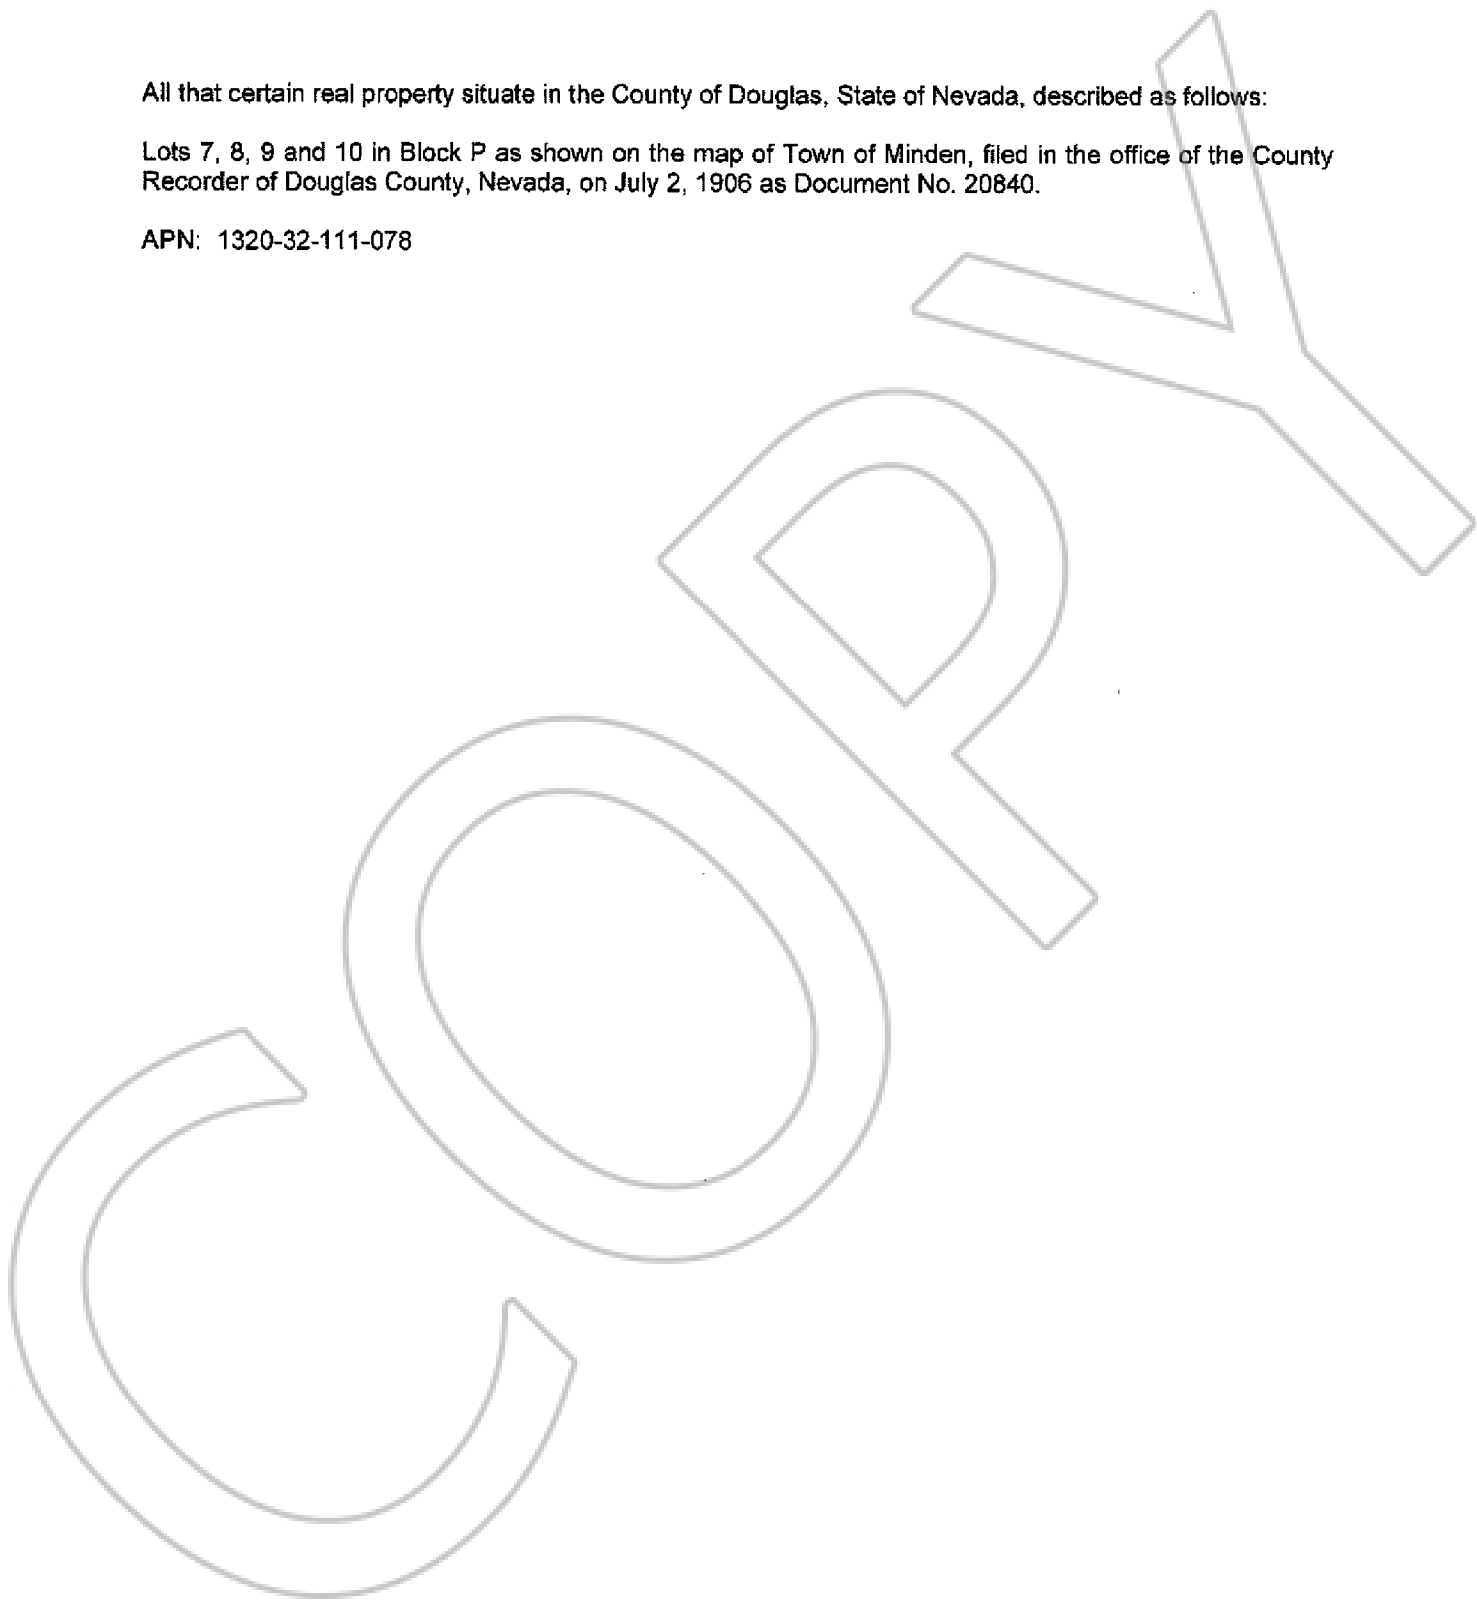 All that certain real property situate in the County of Douglas, State of Nevada, described as follows:
Lots 7, 8, 9 and 10 in Block P as shown on the map of Town of Minden, filed in the office of the County
Recorder of Douglas County, Nevada, on July 2, 1906 as Document No. 20840.
APN: 1320-32-111-078
COPY